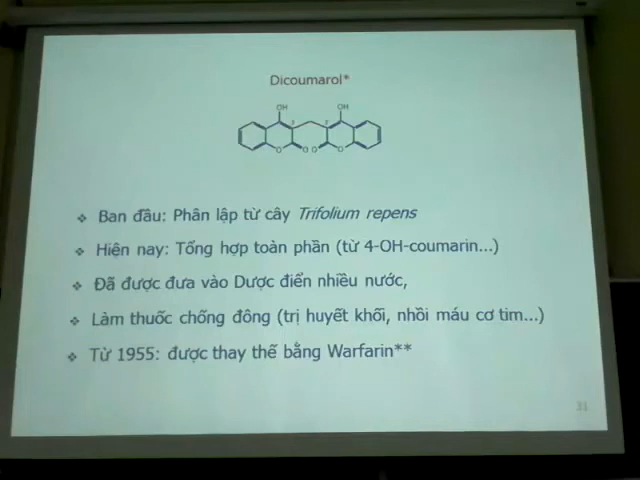 Dicoumarol*
OH OH
3 3'
O O O O
❖ Ban đầu: Phân lập từ cây Trifolium repens
❖ Hiện nay: Tổng hợp toàn phần (từ 4-OH-coumarin...)
❖ Đã được đưa vào Dược điển nhiều nước,
❖ Làm thuốc chống đông (trị huyết khối, nhồi máu cơ tim...)
❖ Từ 1955: được thay thế bằng Warfarin**
31